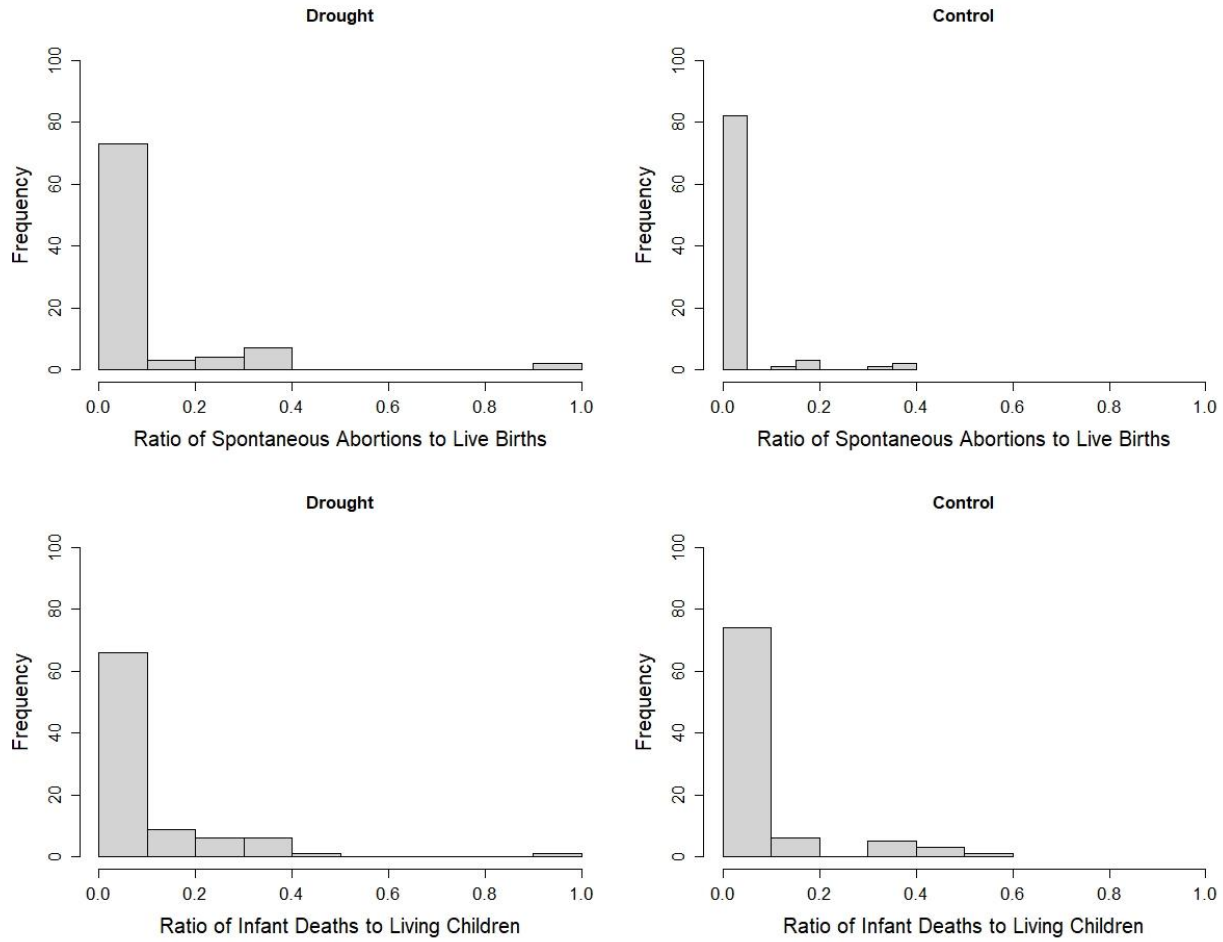 Drought
Control
100
80
60
40
20
0
Frequency
0.0 0.2 0.4 0.6 0.8 1.0
Ratio of Spontaneous Abortions to Live Births
100
80
60
40
20
0
Frequency
0.0 0.2 0.4 0.6 0.8 1.0
Ratio of Spontaneous Abortions to Live Births
Drought
Control
100
80
60
40
20
0
Frequency
0.0 0.2 0.4 0.6 0.8 1.0
Ratio of Infant Deaths to Living Children
100
80
60
40
20
0
Frequency
0.0 0.2 0.4 0.6 0.8 1.0
Ratio of Infant Deaths to Living Children